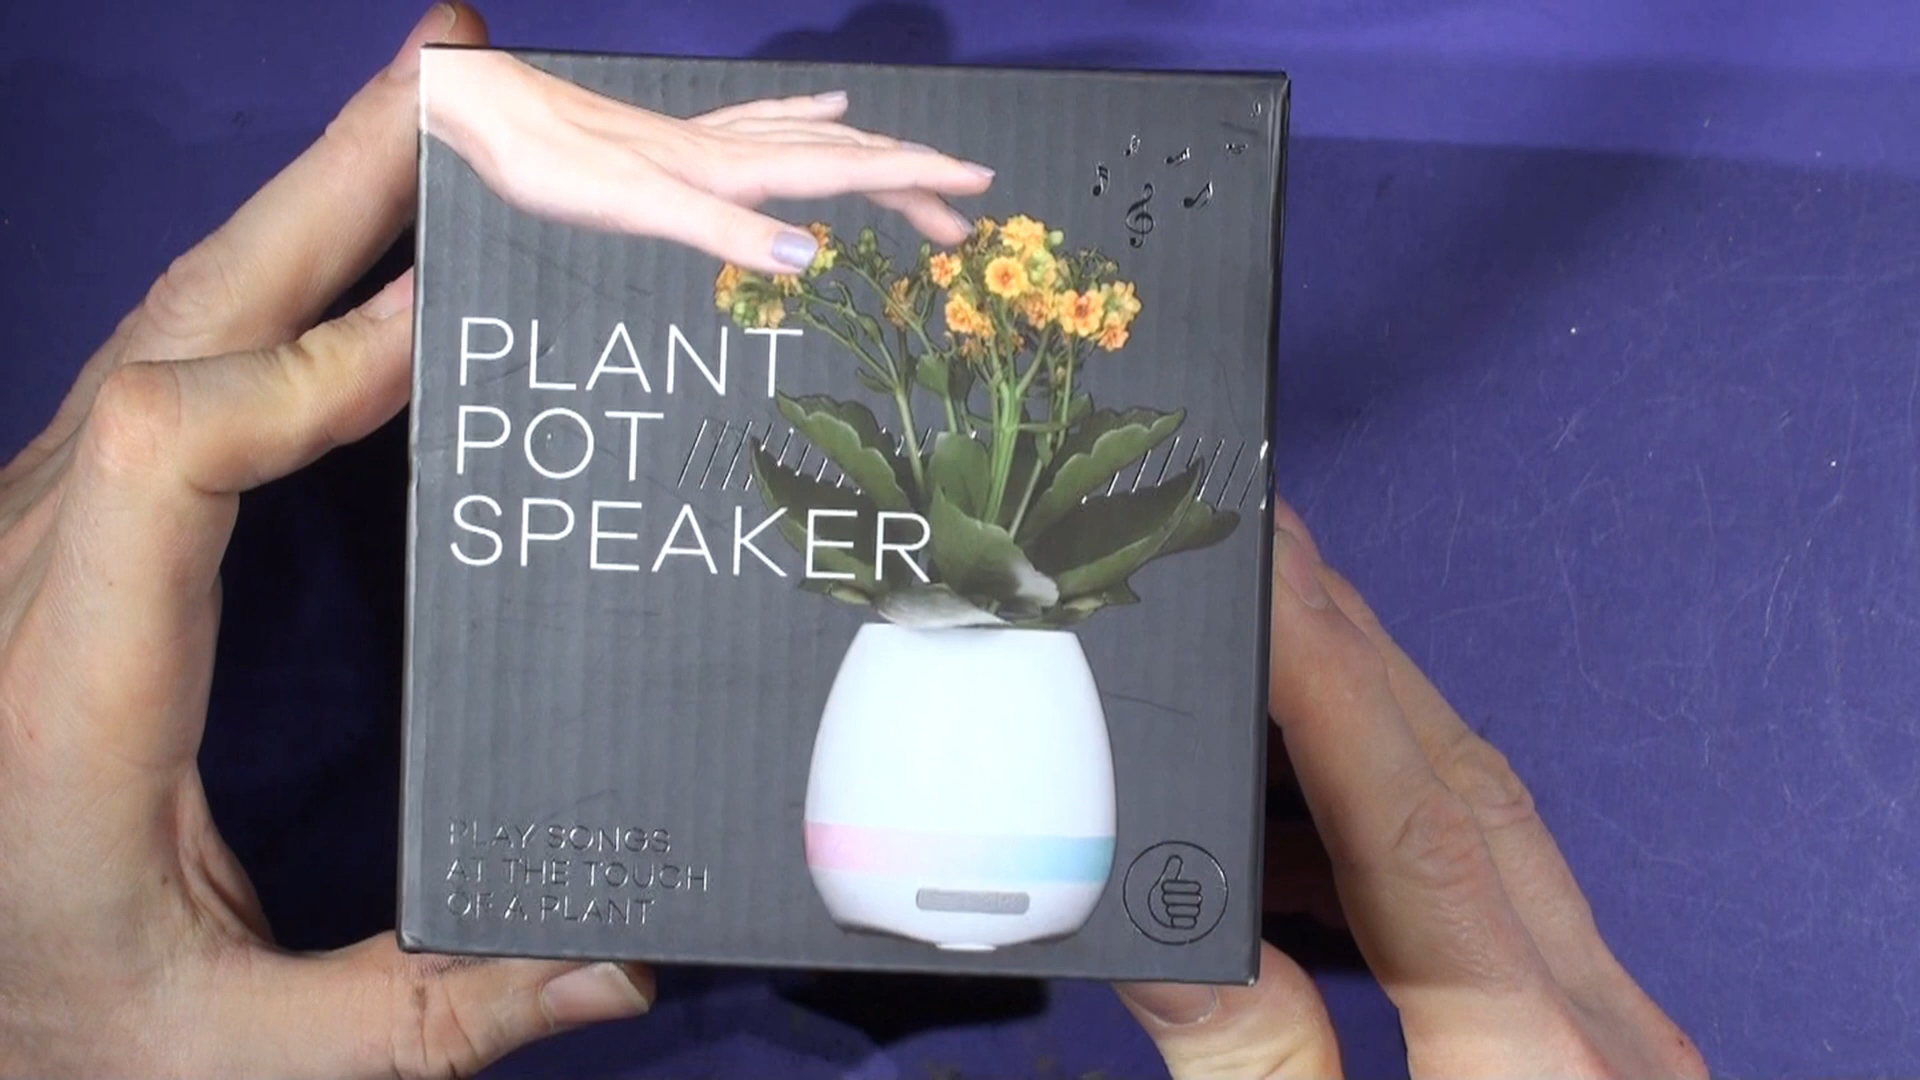 PLANT
POT
SPEAKER
PLAY SONGS
AT THE TOUCH
OF A PLANT